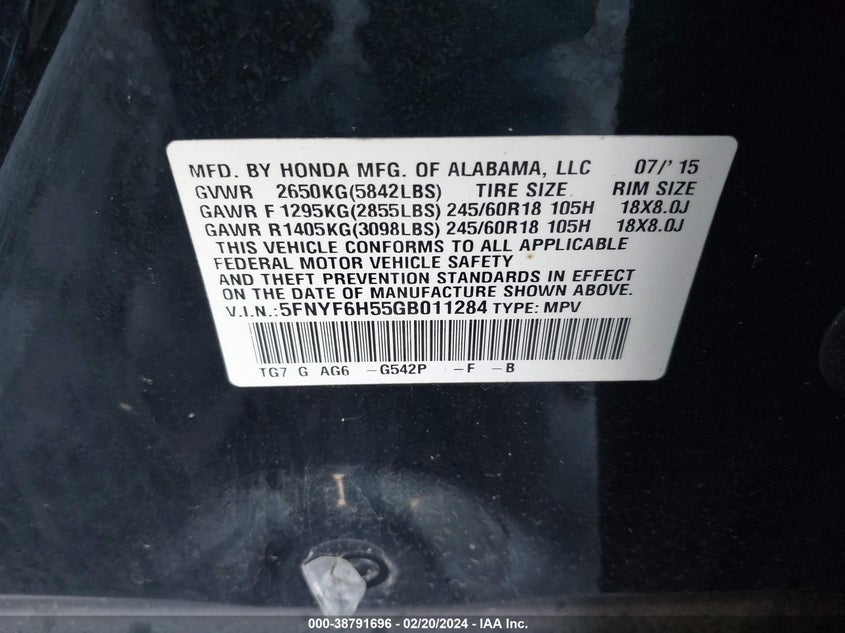 MFD. BY HONDA MFG. OF ALABAMA, LLC 07/'15
GVWR 2650KG(5842LBS) TIRE SIZE RIM SIZE
GAWR F 1295KG(2855LBS) 245/60R18 105H 18X8.0J
GAWR R1405KG(3098LBS) 245/60R18 105H 18X8.0J
THIS VEHICLE CONFORMS TO ALL APPLICABLE
FEDERAL MOTOR VEHICLE SAFETY
AND THEFT PREVENTION STANDARDS IN EFFECT
ON THE DATE OF MANUFACTURE SHOWN ABOVE.
V.I.N.:5FNYF6H55GB011284 TYPE: MPV
TG7 G AG6 -G542P -F -B
I
000-38791696 - 02/20/2024 - IAA Inc.